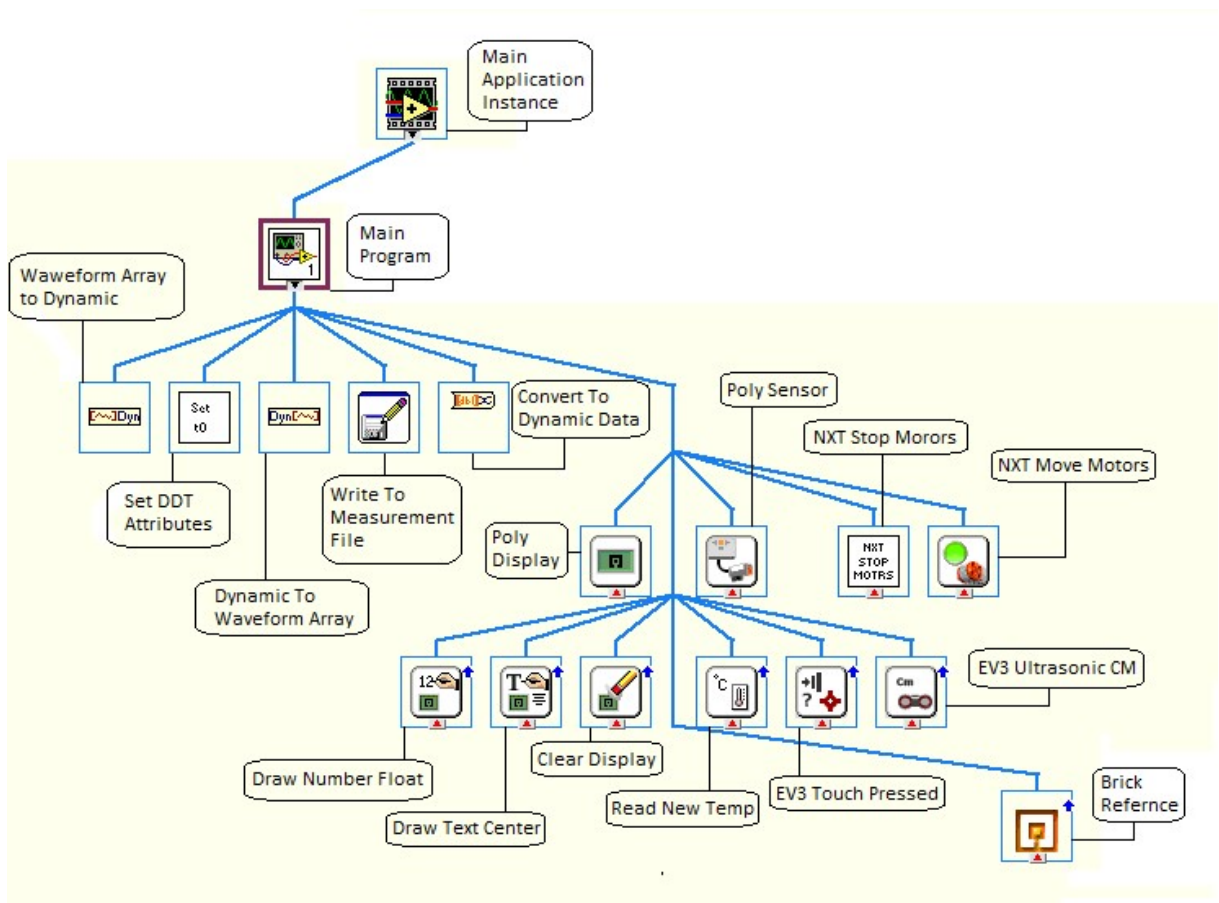 Main
Application
Instance
Main
Program
1
Waweform Array
to Dynamic
Dyn
Set
t0
Dyn
Convert To
Dynamic Data
Set DDT
Attributes
Write To
Measurement
File
Dynamic To
Waveform Array
Poly Sensor
NXT Stop Morors
NXT Move Motors
Poly
Display
NXT
STOP
MOTRS
12
T
°C
?
Cm
EV3 Ultrasonic CM
Draw Number Float
Draw Text Center
Clear Display
Read New Temp
EV3 Touch Pressed
Brick
Refernce